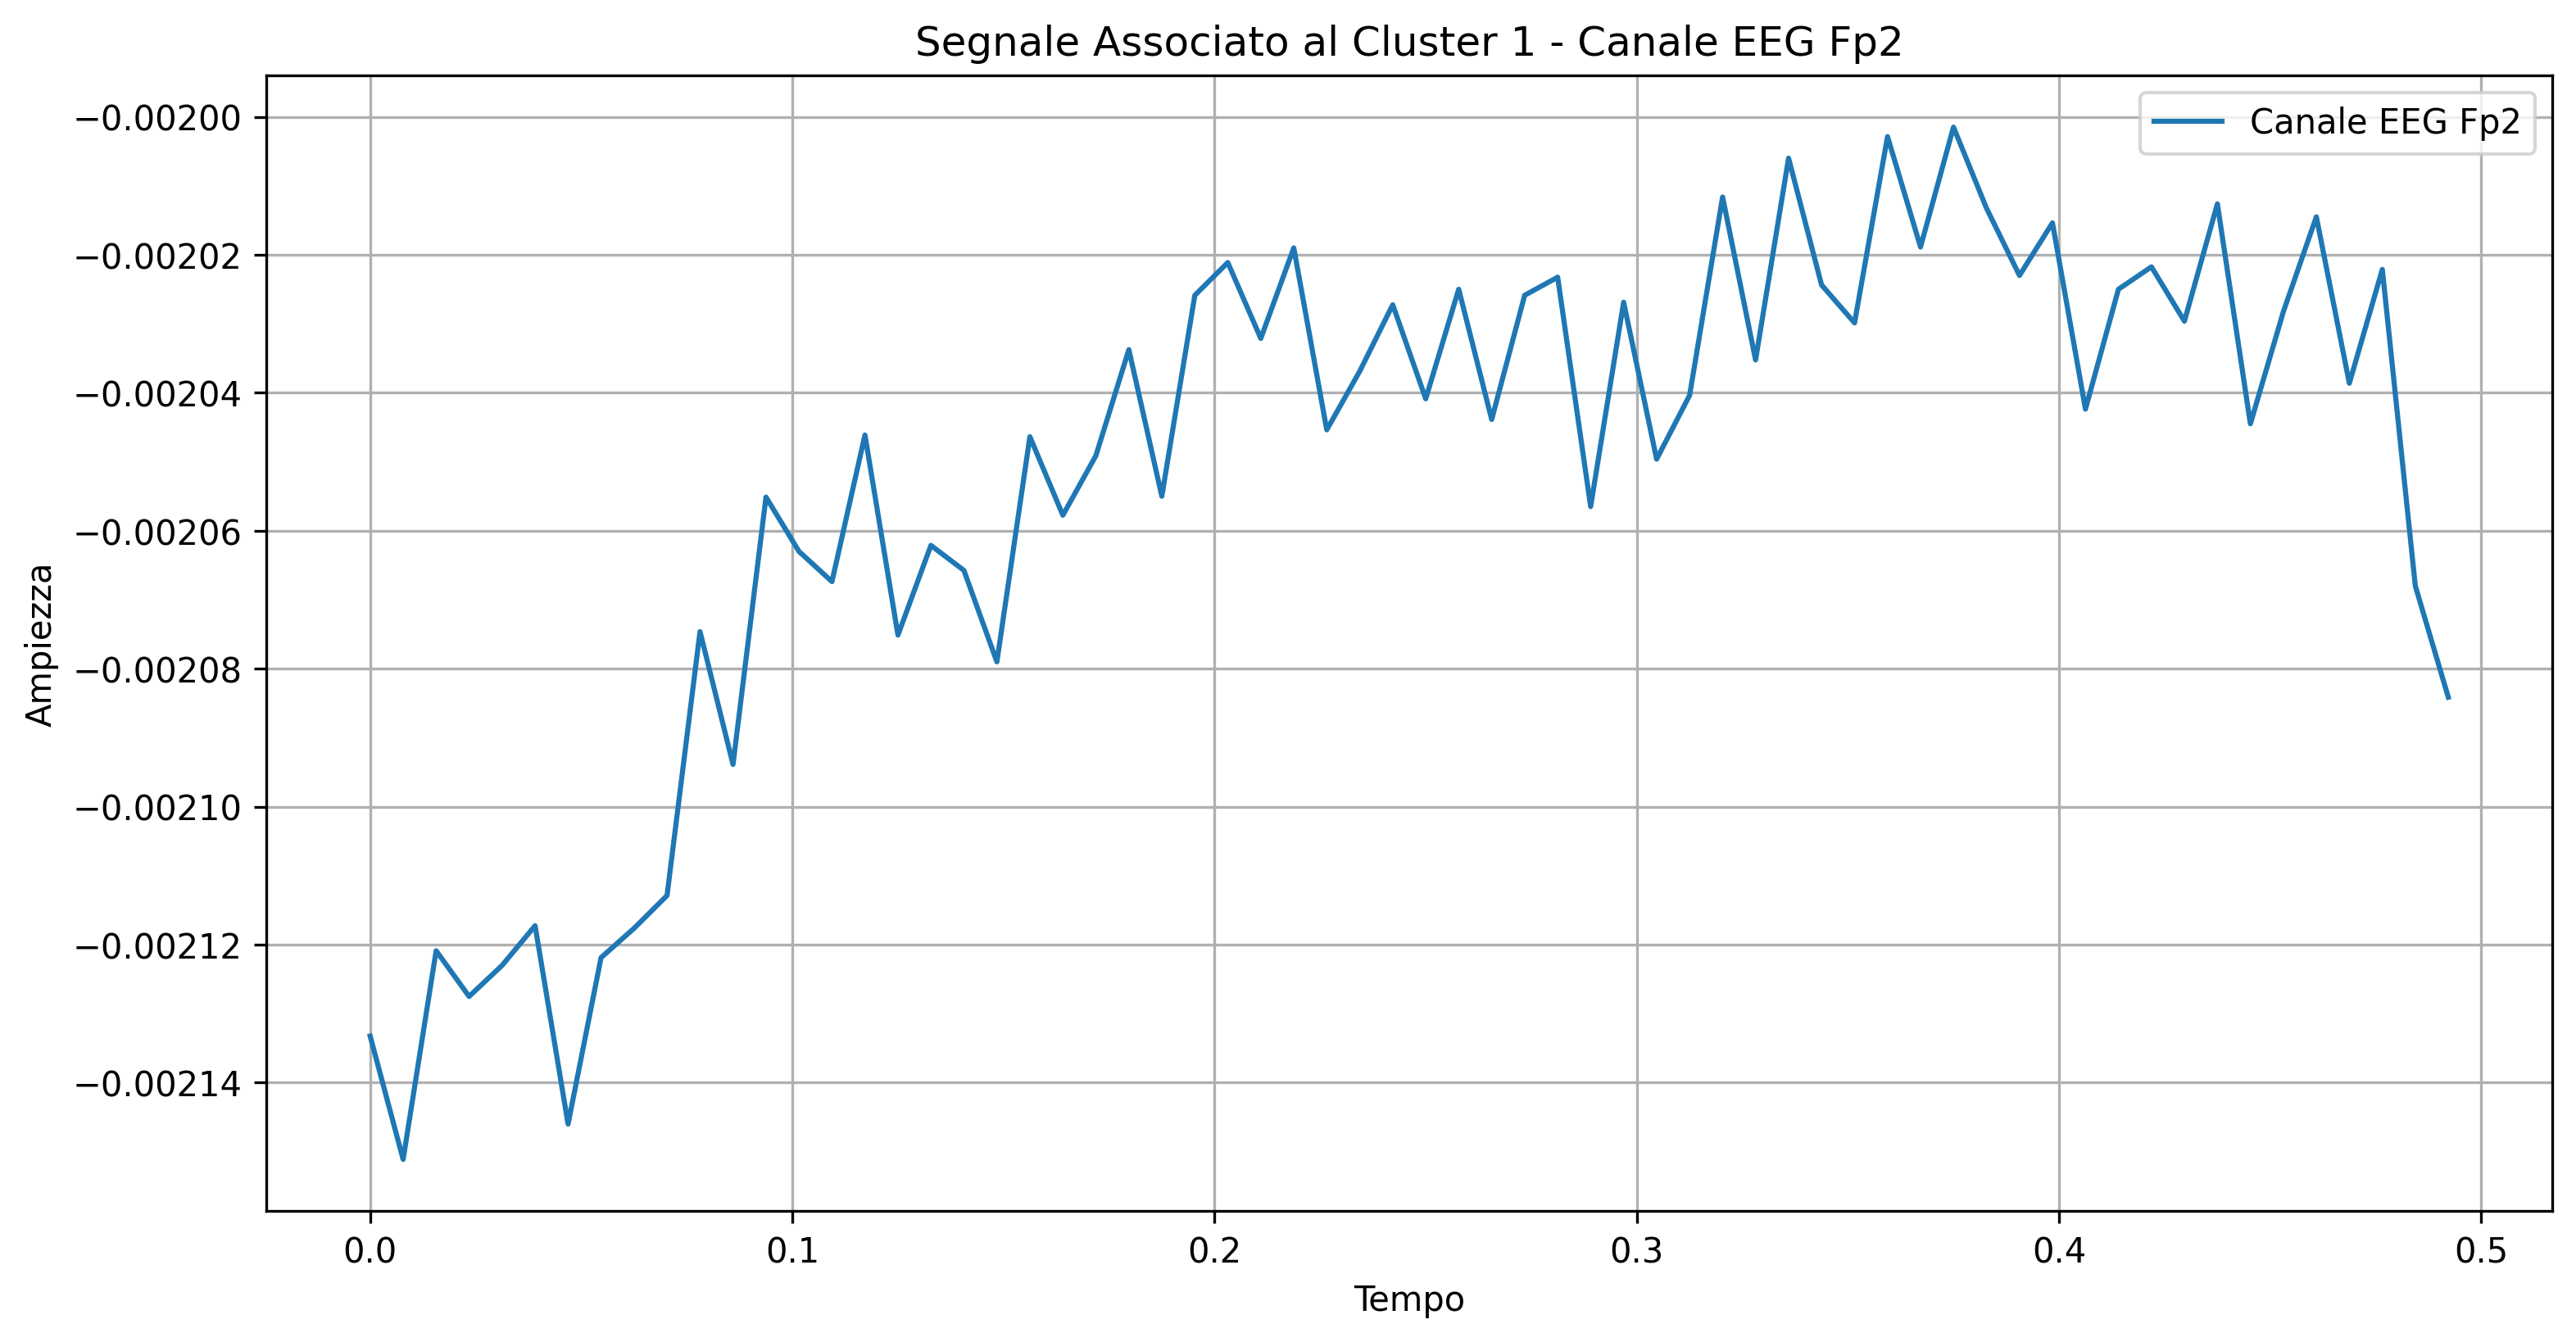 Segnale Associato al Cluster 1 - Canale EEG Fp2
Canale EEG Fp2
−0.00200
−0.00202
−0.00204
−0.00206
−0.00208
−0.00210
−0.00212
−0.00214
Ampiezza
0.0 0.1 0.2 0.3 0.4 0.5
Tempo